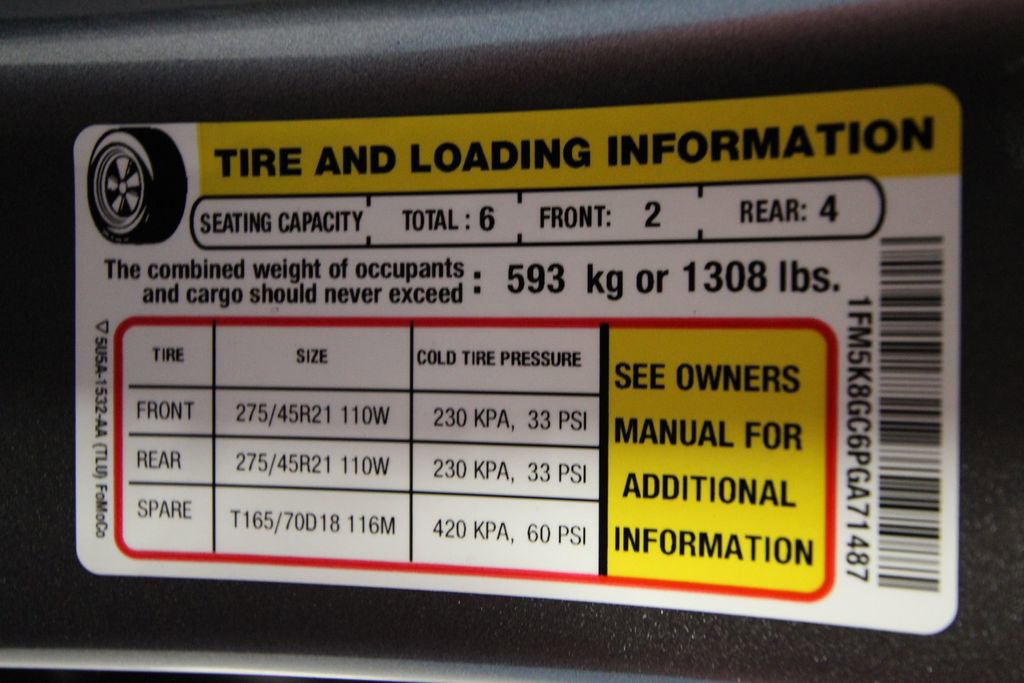 TIRE AND LOADING INFORMATION
SEATING CAPACITY TOTAL : 6 FRONT: 2 REAR: 4
The combined weight of occupants
and cargo should never exceed : 593 kg or 1308 lbs.
TIRE SIZE COLD TIRE PRESSURE
FRONT 275/45R21 110W 230 KPA, 33 PSI
REAR 275/45R21 110W 230 KPA, 33 PSI
SPARE T165/70D18 116M 420 KPA, 60 PSI
SEE OWNERS
MANUAL FOR
ADDITIONAL
INFORMATION
1FM5K8GC6PGA71487
▽5U5A-1532-AA (TLU) FoMoCo